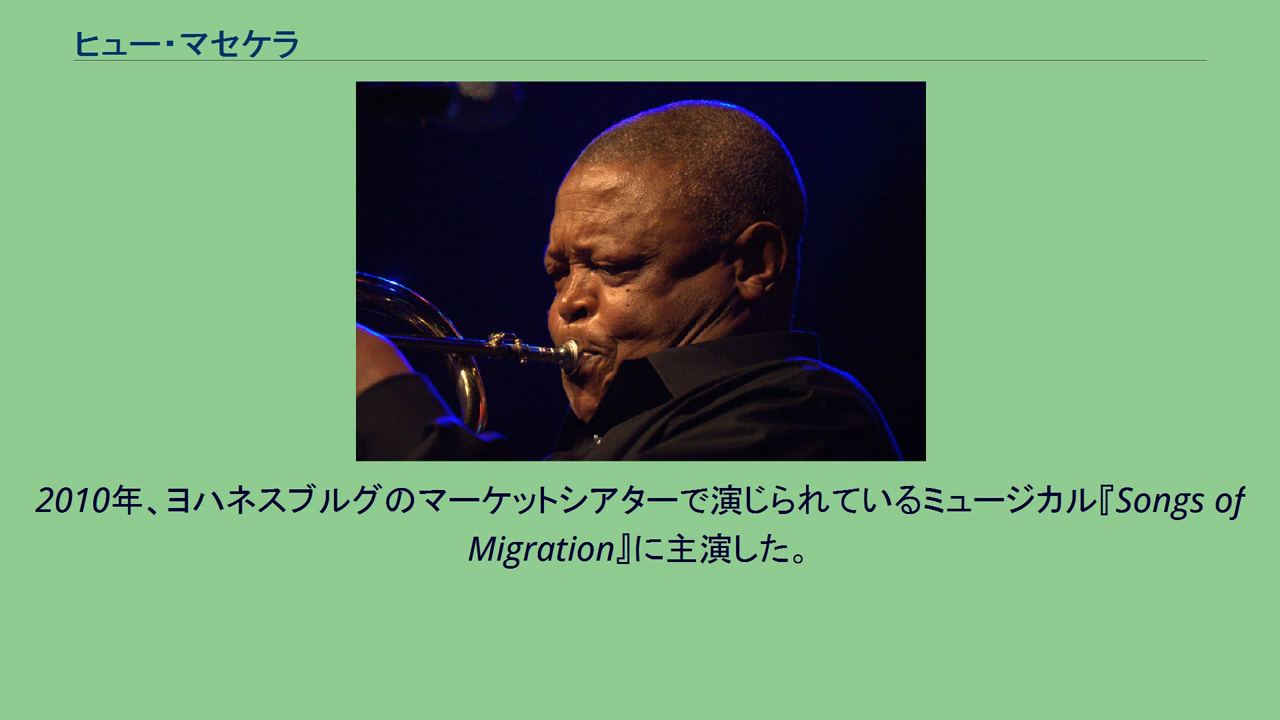 ヒュー・マセケラ
2010年、ヨハネスブルグのマーケットシアターで演じられているミュージカル『Songs of
Migration』に主演した。